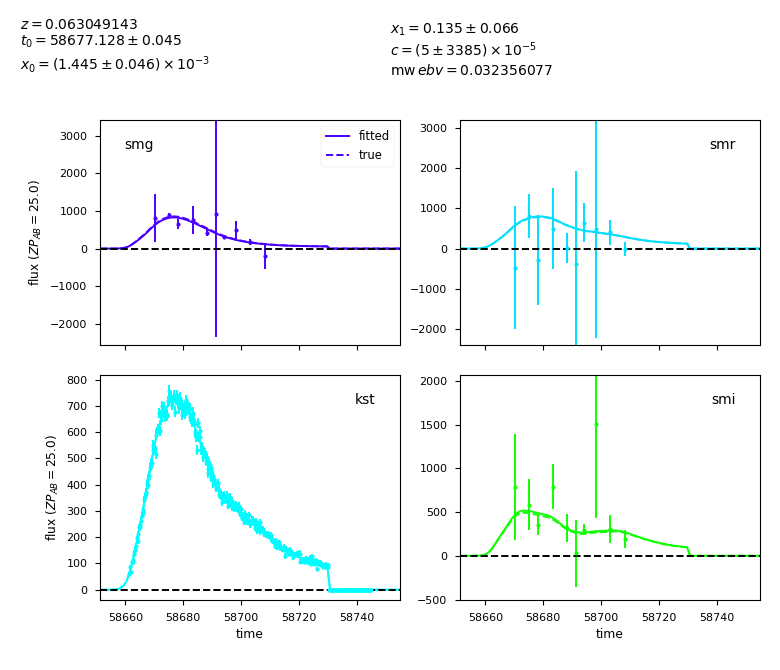 z = 0.063049143
t₀ = 58677.128 ± 0.045
x₀ = (1.445 ± 0.046) × 10⁻³
x₁ = 0.135 ± 0.066
c = (5 ± 3385) × 10⁻⁵
mw ebv = 0.032356077
smg
fitted
true
3000
2000
1000
0
−1000
−2000
flux (ZP_AB = 25.0)
smr
3000
2000
1000
0
−1000
−2000
kst
800
700
600
500
400
300
200
100
0
flux (ZP_AB = 25.0)
58660 58680 58700 58720 58740
time
smi
2000
1500
1000
500
0
−500
58660 58680 58700 58720 58740
time